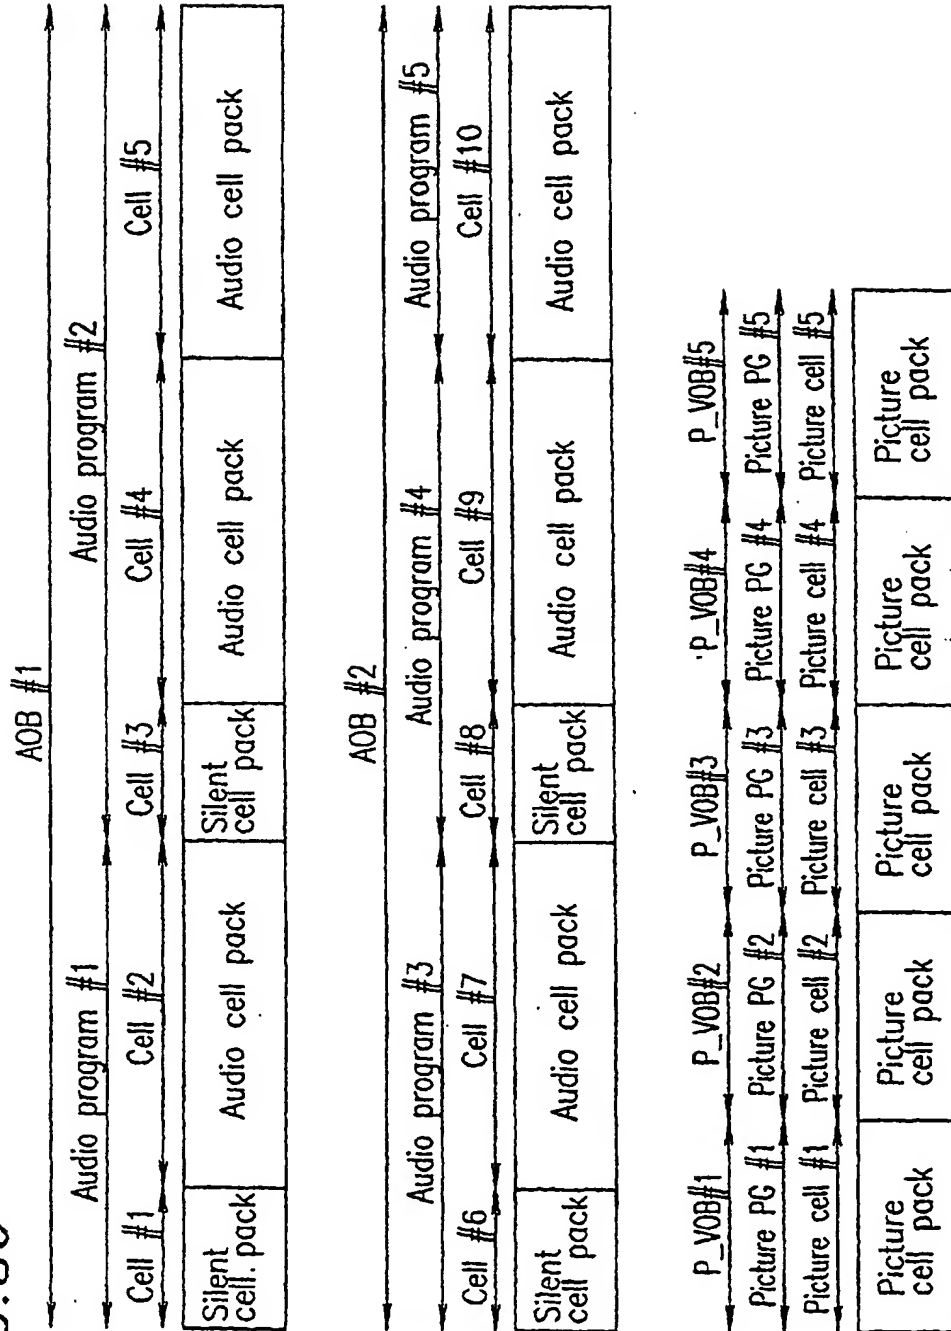 AOB #1
Audio program #1
Audio program #2
Cell #1
Cell #2
Cell #3
Cell #4
Cell #5
Silent
cell. pack
Audio cell pack
Silent
cell pack
Audio cell pack
Audio cell pack
AOB #2
Audio program #3
Audio program #4
Audio program #5
Cell #6
Cell #7
Cell #8
Cell #9
Cell #10
Silent
cell pack
Audio cell pack
Silent
cell pack
Audio cell pack
Audio cell pack
P_VOB#1
P_VOB#2
P_VOB#3
P_VOB#4
P_VOB#5
Picture PG #1
Picture PG #2
Picture PG #3
Picture PG #4
Picture PG #5
Picture cell #1
Picture cell #2
Picture cell #3
Picture cell #4
Picture cell #5
Picture
cell pack
Picture
cell pack
Picture
cell pack
Picture
cell pack
Picture
cell pack